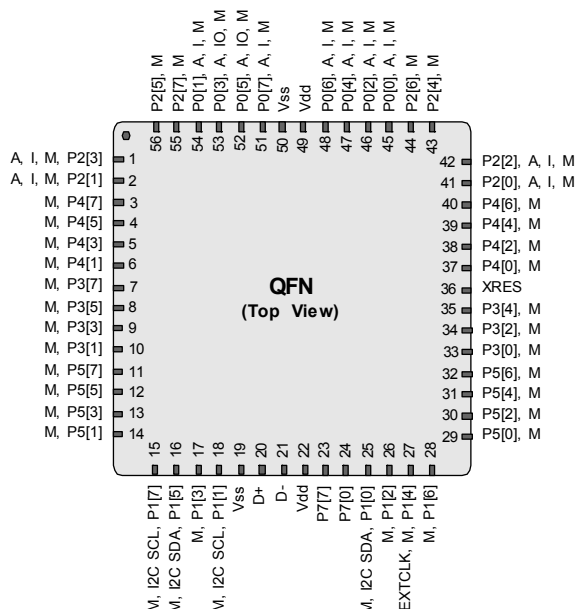 P2[5], M
P2[7], M
P0[1], A, I, M
P0[3], A, IO, M
P0[5], A, IO, M
P0[7], A, I, M
Vss
Vdd
P0[6], A, I, M
P0[4], A, I, M
P0[2], A, I, M
P0[0], A, I, M
P2[6], M
P2[4], M
56
55
54
53
52
51
50
49
48
47
46
45
44
43
A, I, M, P2[3] 1
A, I, M, P2[1] 2
M, P4[7] 3
M, P4[5] 4
M, P4[3] 5
M, P4[1] 6
M, P3[7] 7
M, P3[5] 8
M, P3[3] 9
M, P3[1] 10
M, P5[7] 11
M, P5[5] 12
M, P5[3] 13
M, P5[1] 14
QFN
(Top View)
42 P2[2], A, I, M
41 P2[0], A, I, M
40 P4[6], M
39 P4[4], M
38 P4[2], M
37 P4[0], M
36 XRES
35 P3[4], M
34 P3[2], M
33 P3[0], M
32 P5[6], M
31 P5[4], M
30 P5[2], M
29 P5[0], M
15
16
17
18
19
20
21
22
23
24
25
26
27
28
M, I2C SCL, P1[7]
M, I2C SDA, P1[5]
M, P1[3]
M, I2C SCL, P1[1]
Vss
D+
D-
Vdd
P7[7]
P7[0]
M, I2C SDA, P1[0]
M, P1[2]
EXTCLK, M, P1[4]
M, P1[6]